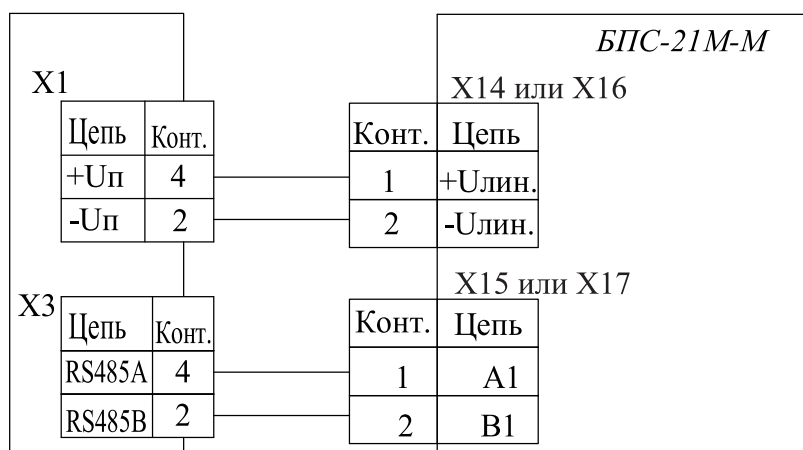 БПС-21М-М
X1
X14 или X16
Цепь Конт.
Конт. Цепь
+Uп 4
1 +Uлин.
-Uп 2
2 -Uлин.
X3
X15 или X17
Цепь Конт.
Конт. Цепь
RS485A 4
1 A1
RS485B 2
2 B1